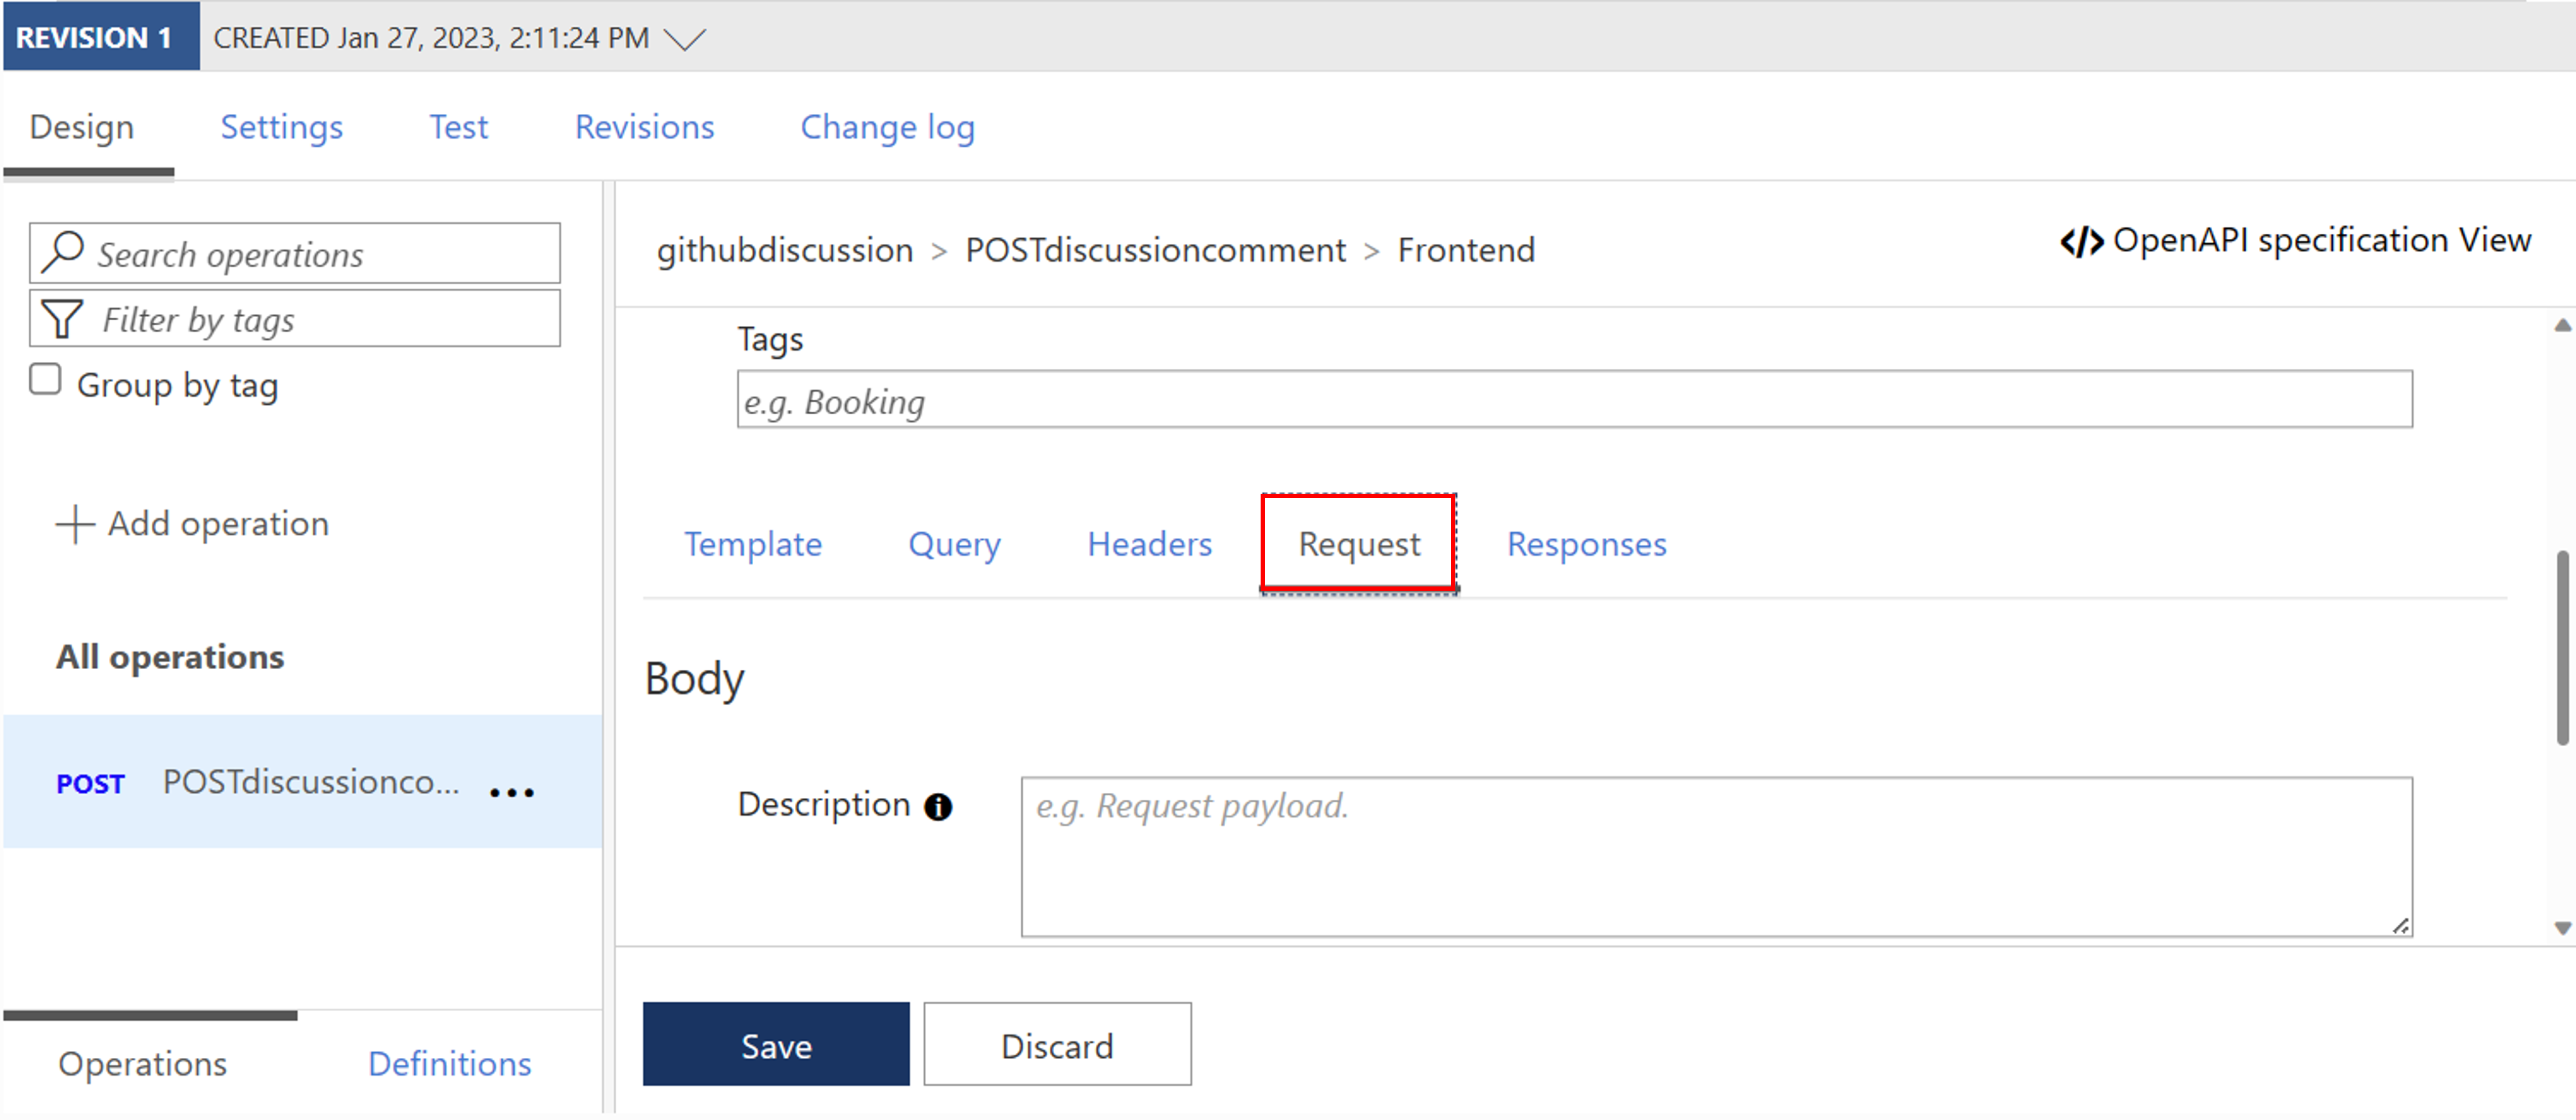 REVISION 1 CREATED Jan 27, 2023, 2:11:24 PM
Design Settings Test Revisions Change log
Search operations
Filter by tags
Group by tag
Add operation
All operations
POST POSTdiscussionco... ...
Operations Definitions
githubdiscussion > POSTdiscussioncomment > Frontend
</> OpenAPI specification View
Tags
e.g. Booking
Template Query Headers Request Responses
Body
Description
e.g. Request payload.
Save Discard